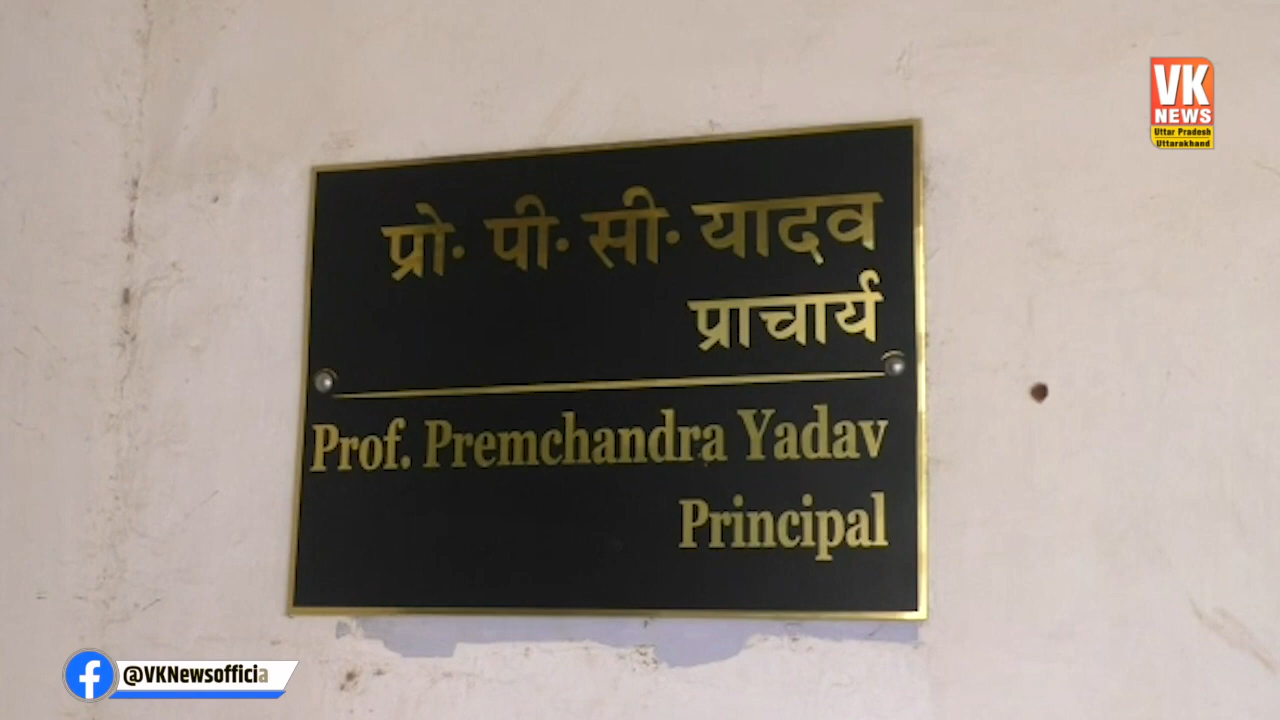 प्रो. पी. सी. यादव
प्राचार्य
Prof. Premchandra Yadav
Principal
VK
NEWS
Uttar Pradesh
Uttarakhand
@VKNewsofficia